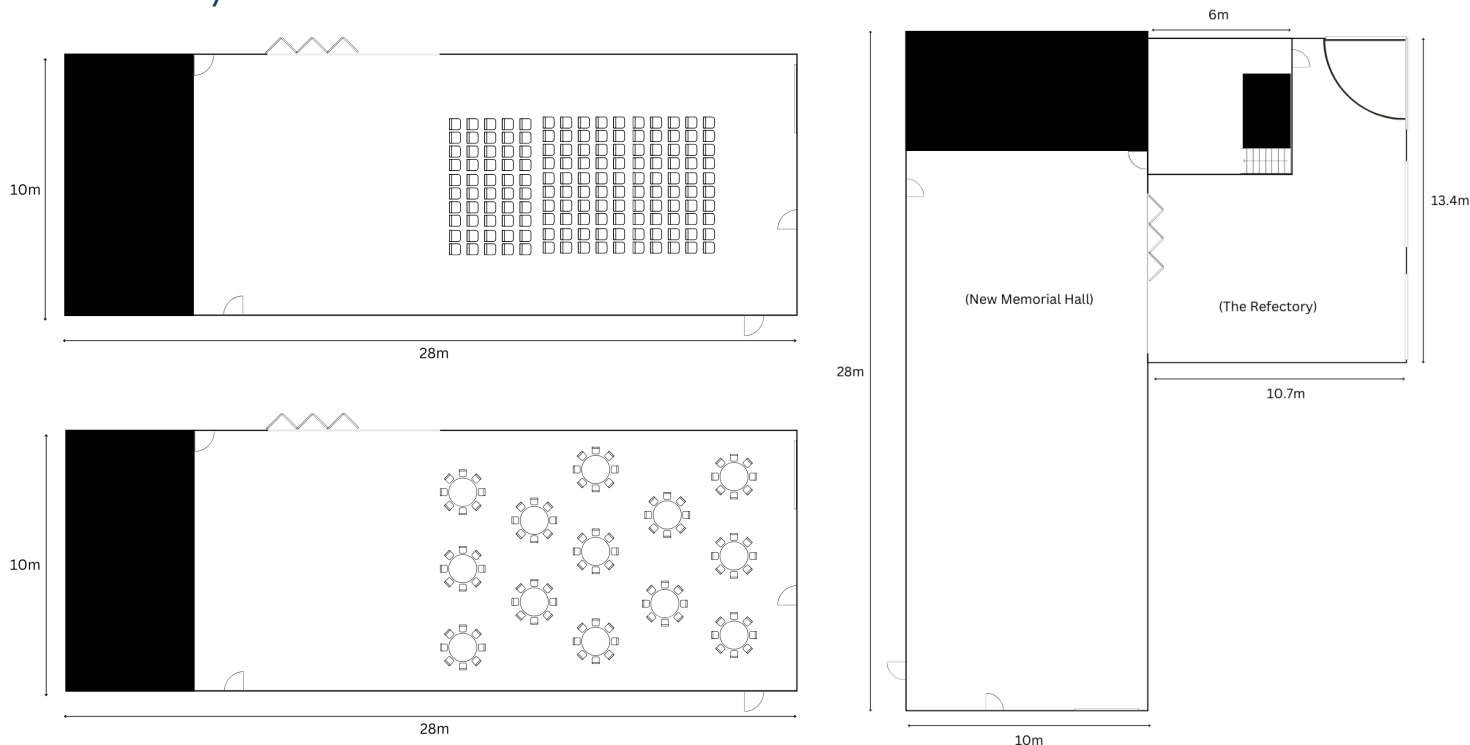 10m
28m
10m
28m
6m
13.4m
(New Memorial Hall)
(The Refectory)
28m
10.7m
10m